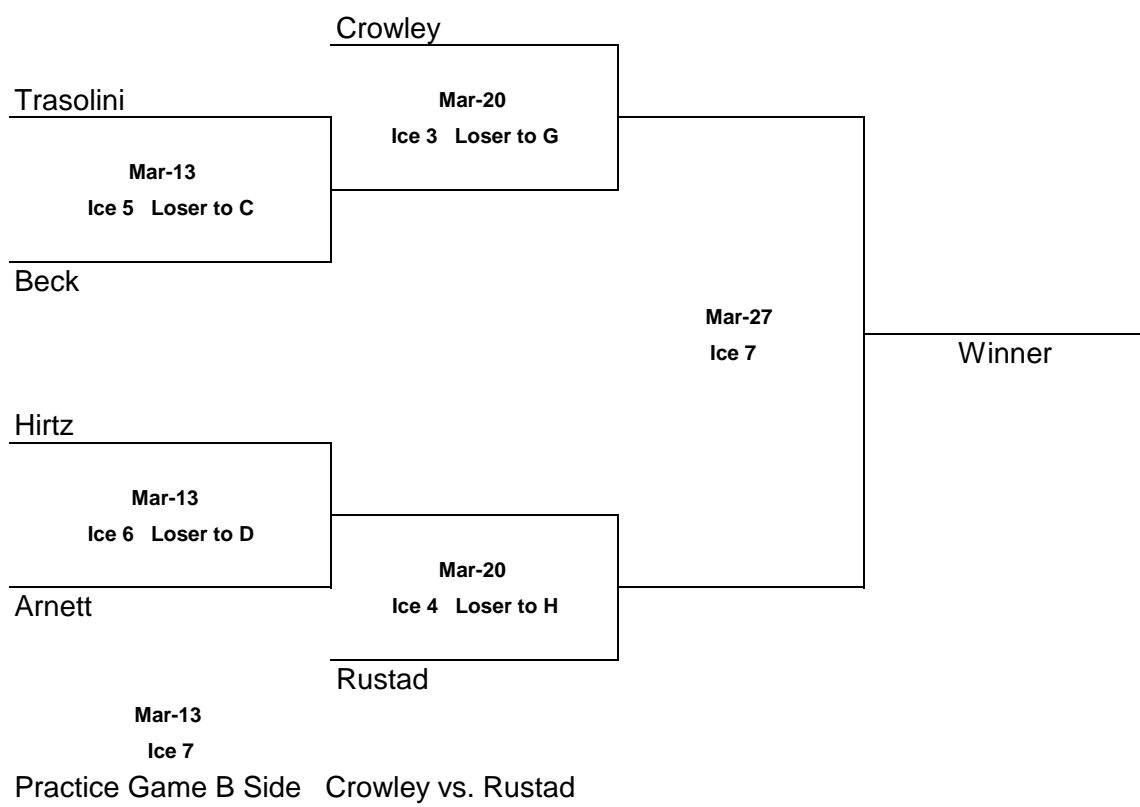 Crowley
Trasolini
Mar-20
Ice 3 Loser to G
Mar-13
Ice 5 Loser to C
Beck
Mar-27
Ice 7
Winner
Hirtz
Mar-13
Ice 6 Loser to D
Mar-20
Ice 4 Loser to H
Arnett
Rustad
Mar-13
Ice 7
Practice Game B Side Crowley vs. Rustad